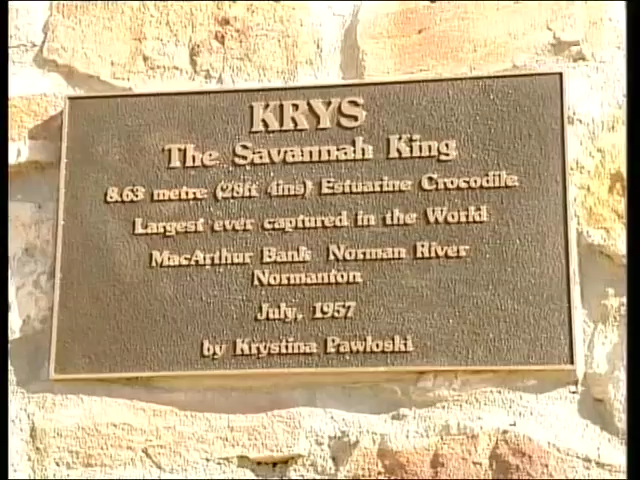 KRYS
The Savannah King
8.63 metre (28ft 4ins) Estuarine Crocodile
Largest ever captured in the World
MacArthur Bank Norman River
Normanton
July, 1957
by Krystina Pawloski